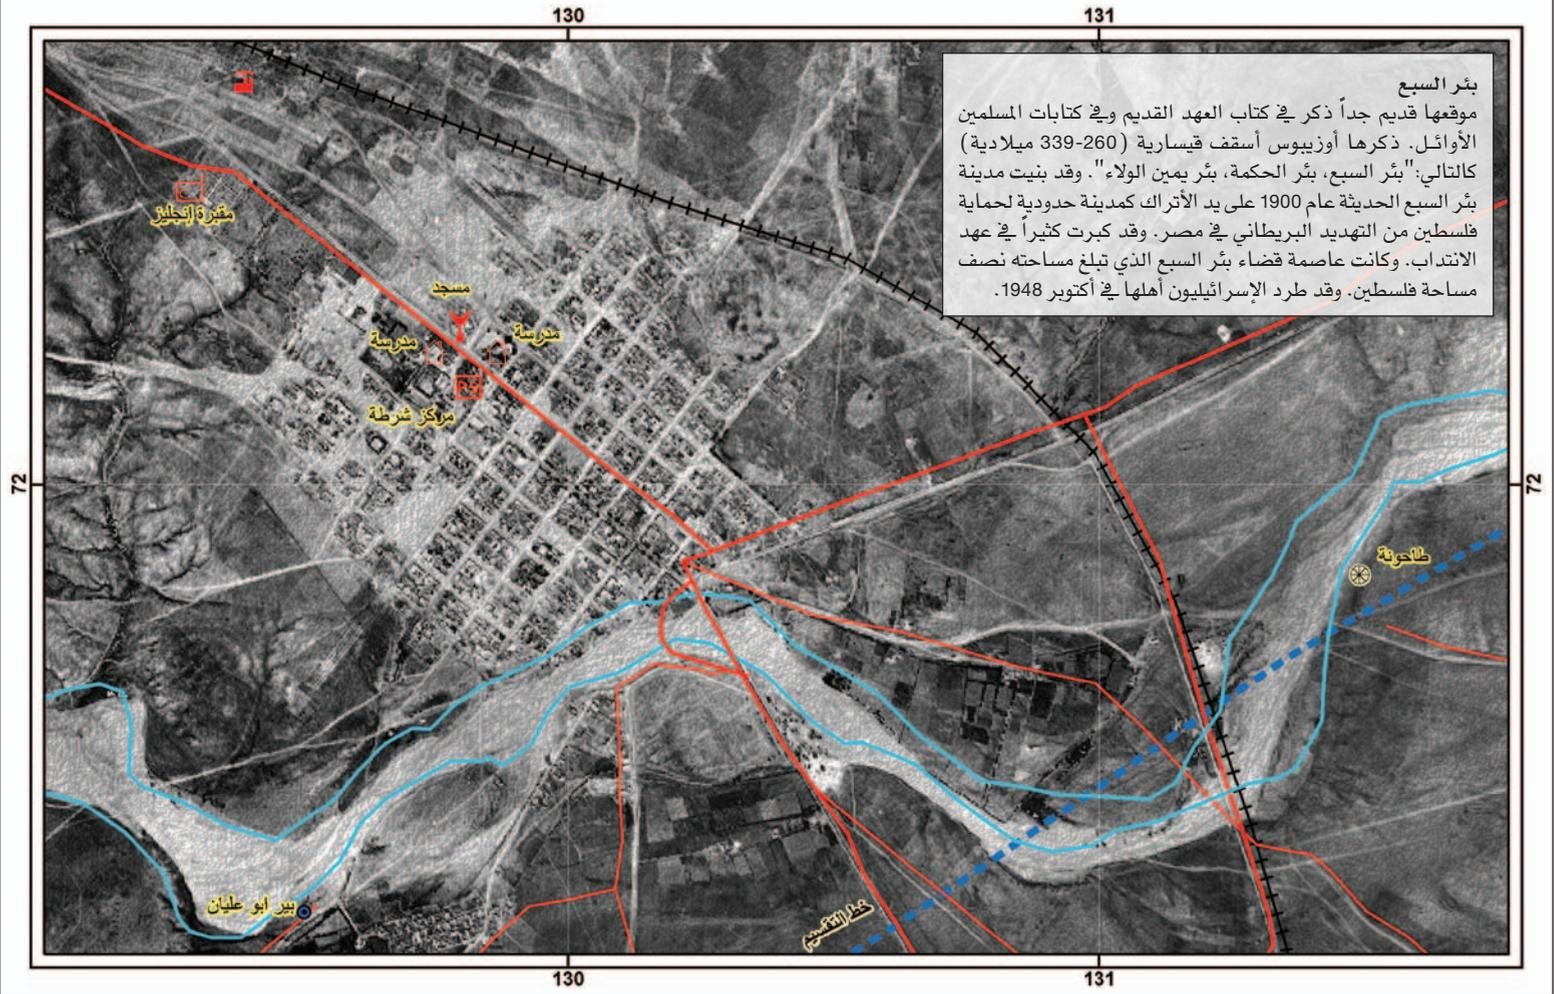 130
131
بئر السبع
موقعها قديم جداً ذكر في كتاب العهد القديم وفي كتابات المسلمين
الأوائل. ذكرها أوزيبوس أسقف قيسارية (260-339 ميلادية)
كالتالي:"بئر السبع، بئر الحكمة، بئر يمين الولاء". وقد بنيت مدينة
بئر السبع الحديثة عام 1900 على يد الأتراك كمدينة حدودية لحماية
فلسطين من التهديد البريطاني في مصر. وقد كبرت كثيراً في عهد
الانتداب. وكانت عاصمة قضاء بئر السبع الذي تبلغ مساحته نصف
مساحة فلسطين. وقد طرد الإسرائيليون أهلها في أكتوبر 1948.
مقبرة إنجليز
مسجد
مدرسة
مدرسة
PS
مركز شرطة
72
72
طاحونة
بير ابو عليان
خط التقسيم
130
131